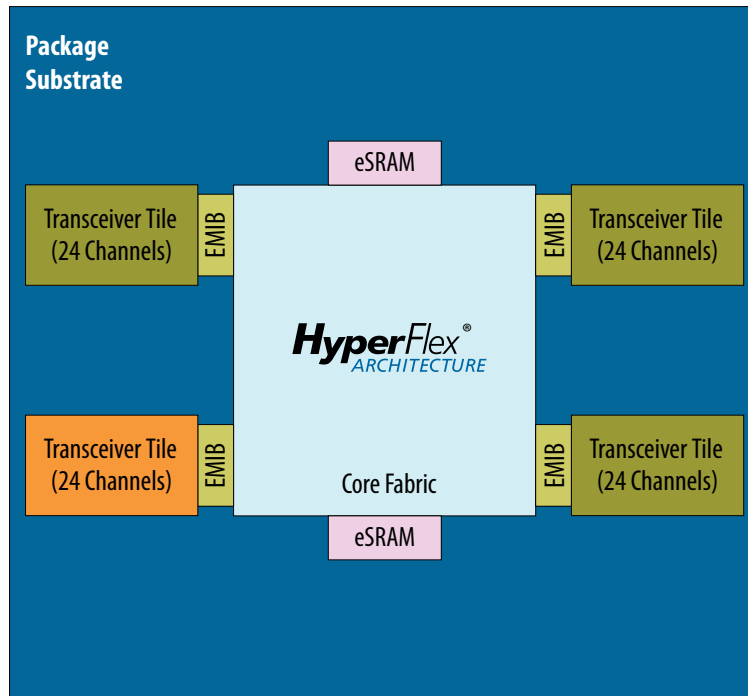 Package
Substrate
eSRAM
Transceiver Tile
(24 Channels)
EMIB
EMIB
Transceiver Tile
(24 Channels)
HyperFlex®
ARCHITECTURE
Transceiver Tile
(24 Channels)
EMIB
Core Fabric
EMIB
Transceiver Tile
(24 Channels)
eSRAM